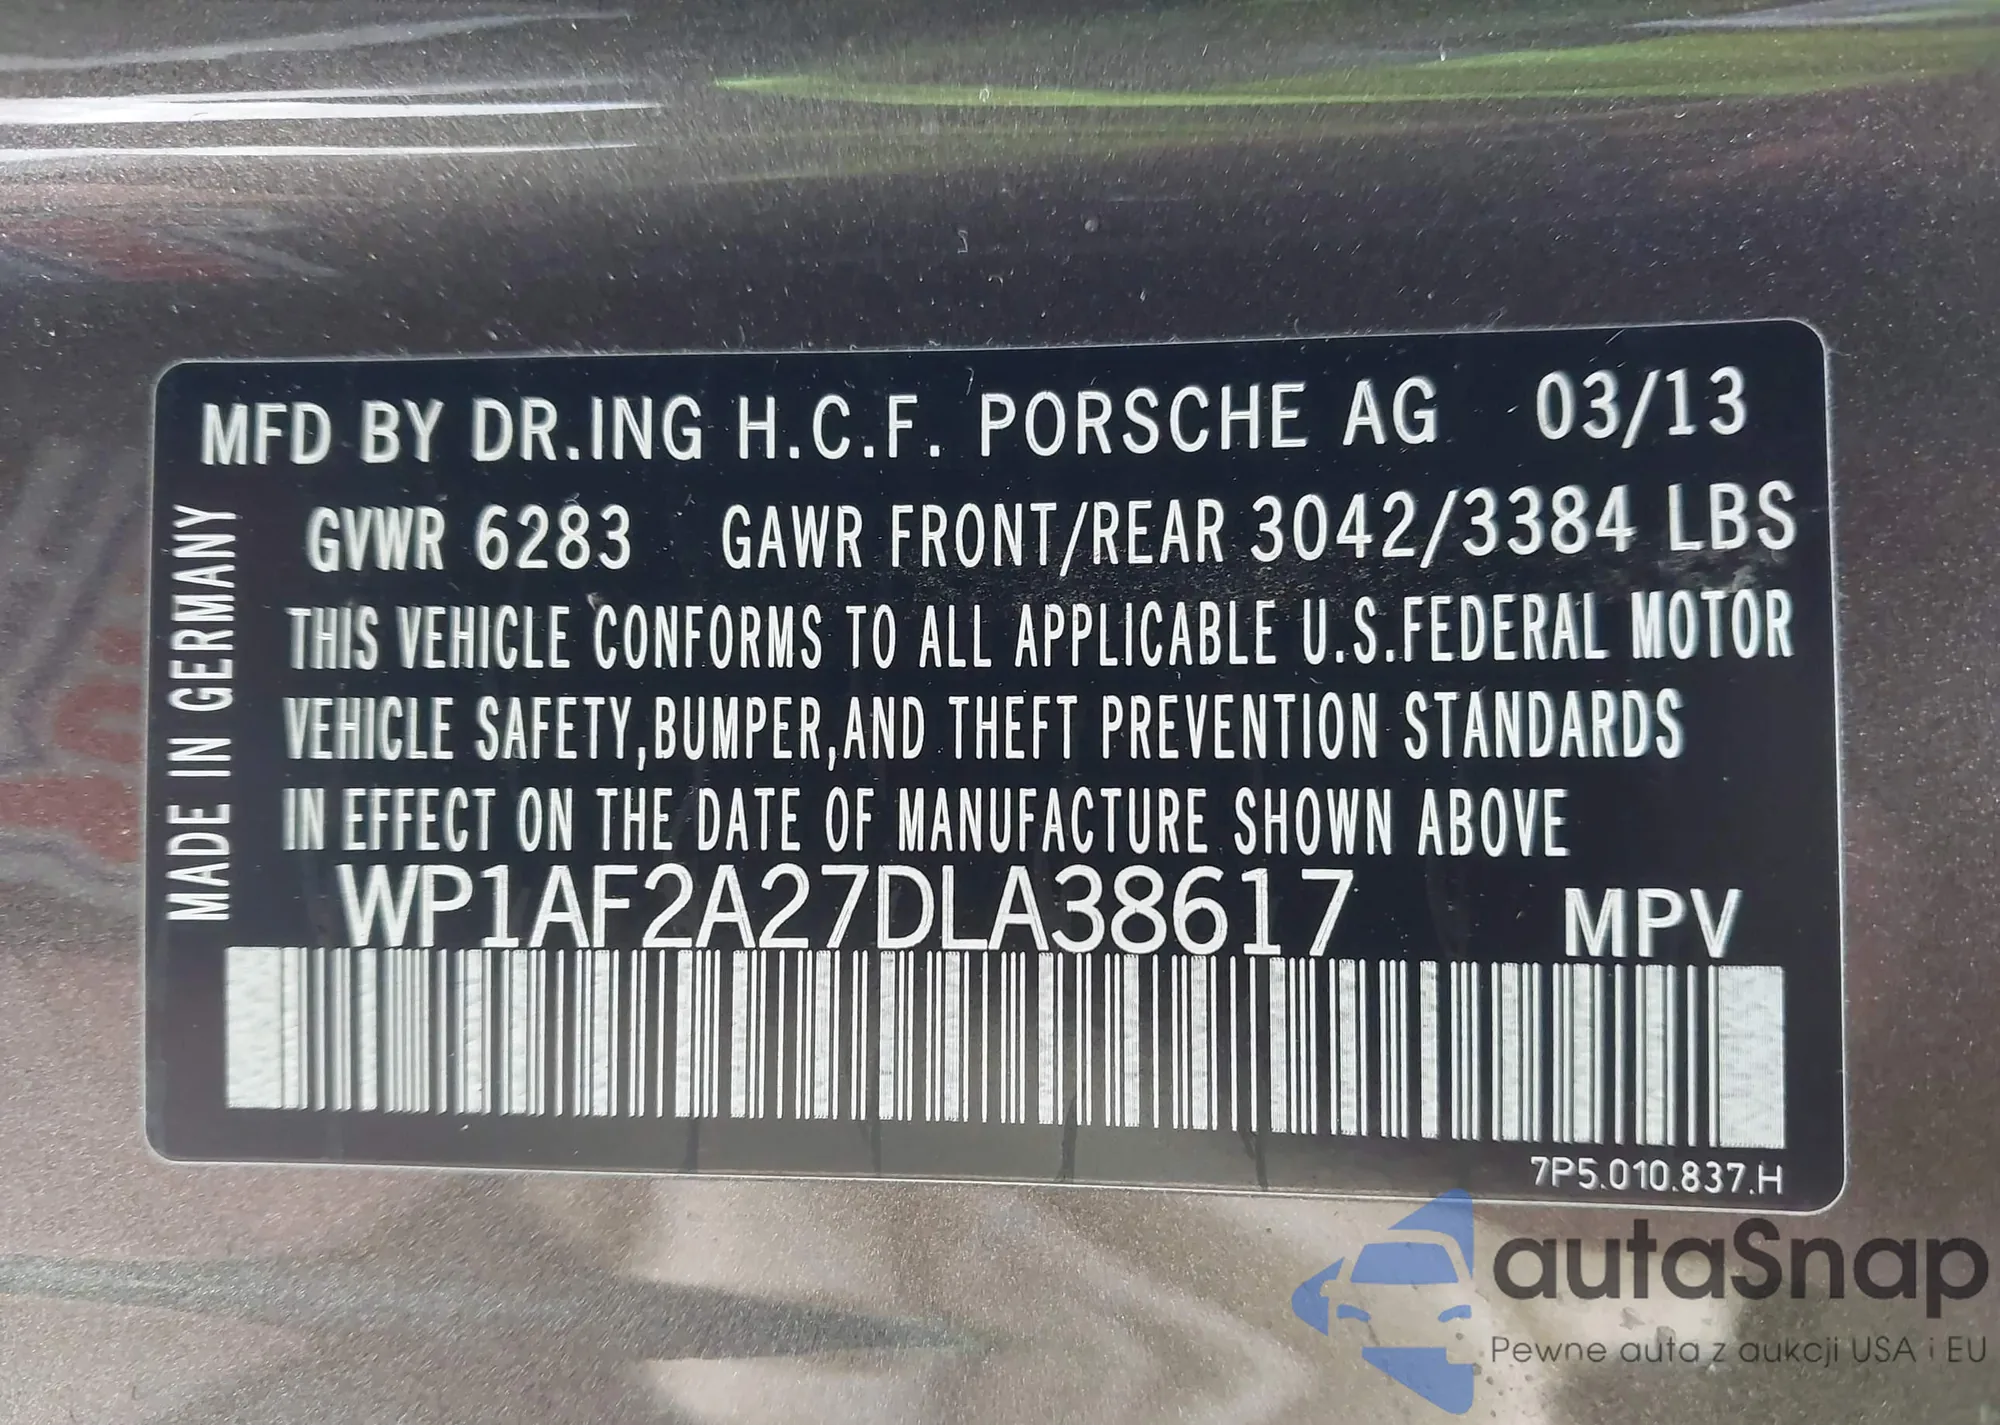 MFD BY DR.ING H.C.F. PORSCHE AG 03/13
GVWR 6283 GAWR FRONT/REAR 3042/3384 LBS
THIS VEHICLE CONFORMS TO ALL APPLICABLE U.S.FEDERAL MOTOR
VEHICLE SAFETY,BUMPER,AND THEFT PREVENTION STANDARDS
IN EFFECT ON THE DATE OF MANUFACTURE SHOWN ABOVE
WP1AF2A27DLA38617 MPV
MADE IN GERMANY
7P5.010.837.H
autaSnap
Pewne auta z aukcji USA i EU